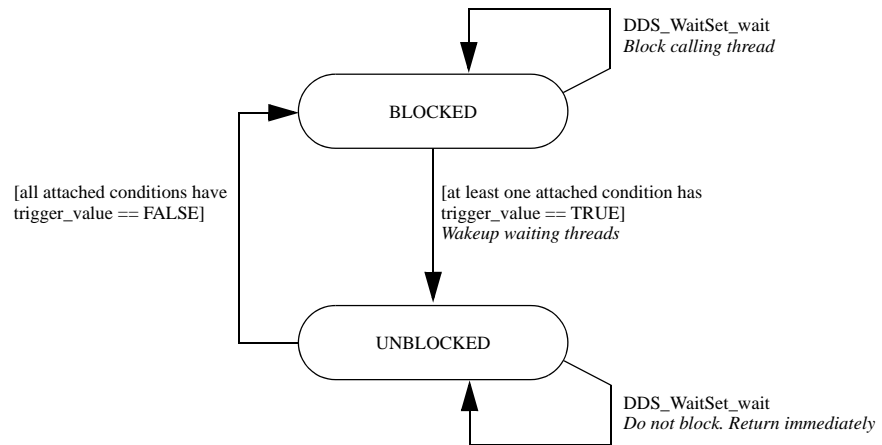 DDS_WaitSet_wait
Block calling thread
BLOCKED
[all attached conditions have
trigger_value == FALSE]
[at least one attached condition has
trigger_value == TRUE]
Wakeup waiting threads
UNBLOCKED
DDS_WaitSet_wait
Do not block. Return immediately